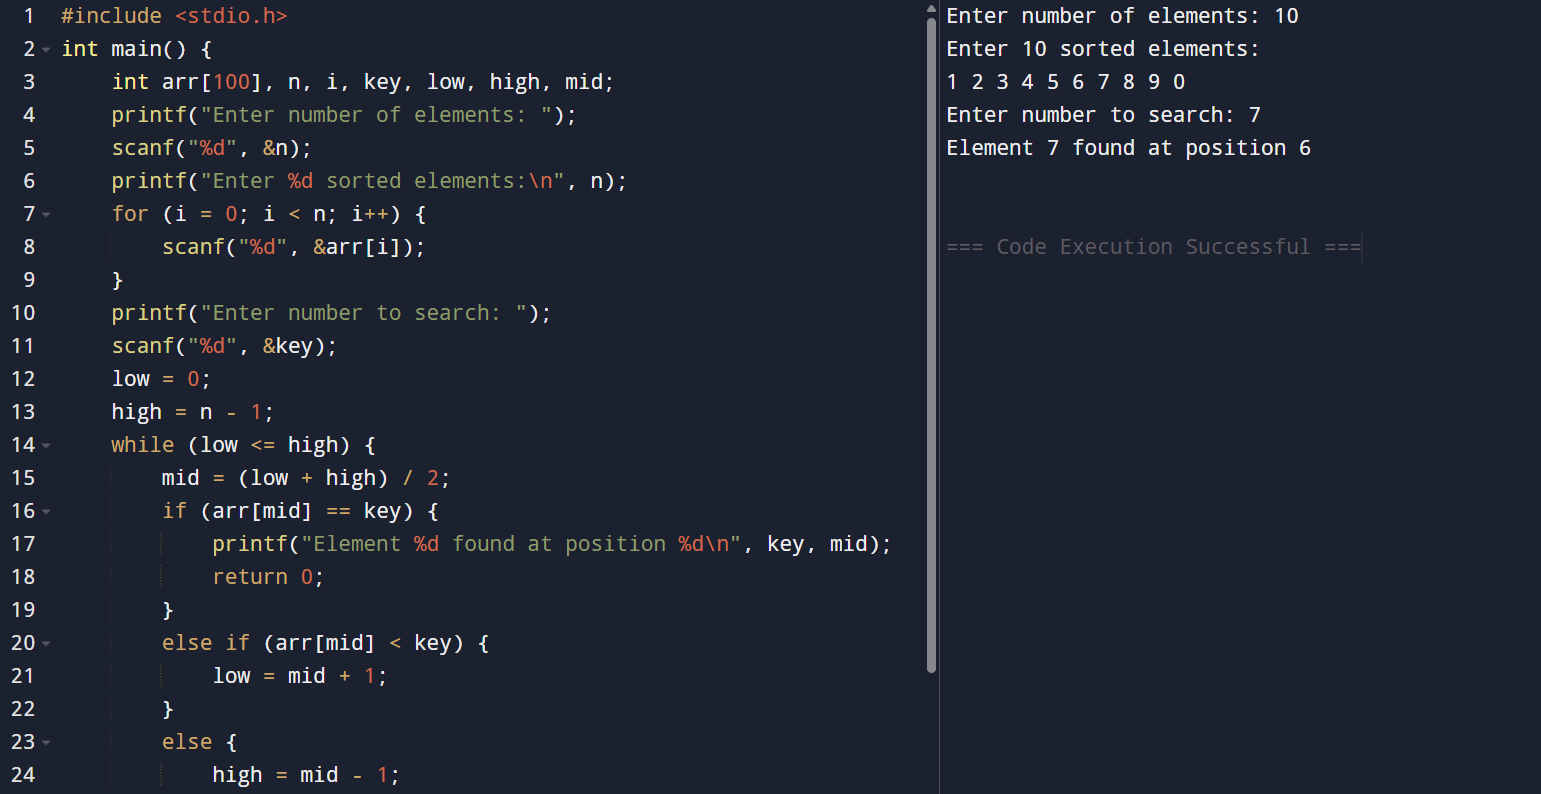 1 #include <stdio.h>
2 int main() {
3     int arr[100], n, i, key, low, high, mid;
4     printf("Enter number of elements: ");
5     scanf("%d", &n);
6     printf("Enter %d sorted elements:\n", n);
7     for (i = 0; i < n; i++) {
8         scanf("%d", &arr[i]);
9     }
10     printf("Enter number to search: ");
11     scanf("%d", &key);
12     low = 0;
13     high = n - 1;
14     while (low <= high) {
15         mid = (low + high) / 2;
16         if (arr[mid] == key) {
17             printf("Element %d found at position %d\n", key, mid);
18             return 0;
19         }
20         else if (arr[mid] < key) {
21             low = mid + 1;
22         }
23         else {
24             high = mid - 1;
Enter number of elements: 10
Enter 10 sorted elements:
1 2 3 4 5 6 7 8 9 0
Enter number to search: 7
Element 7 found at position 6
=== Code Execution Successful ===